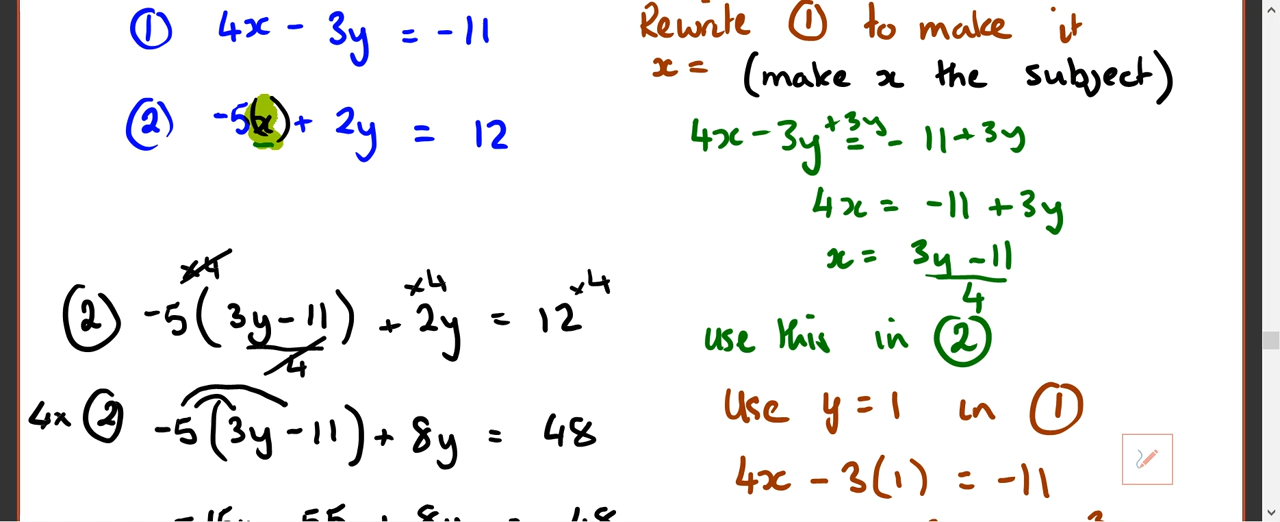 ① 4x - 3y = -11
② -5(x) + 2y = 12
② -5(3y-11)/4 ×4 + 2y ×4 = 12 ×4
4x ② -5(3y-11) + 8y = 48
Rewrite ① to make it
x = (make x the subject)
4x - 3y + 3y = - 11 + 3y
4x = -11 + 3y
x = 3y - 11 / 4
use this in ②
Use y = 1 in ①
4x - 3(1) = -11